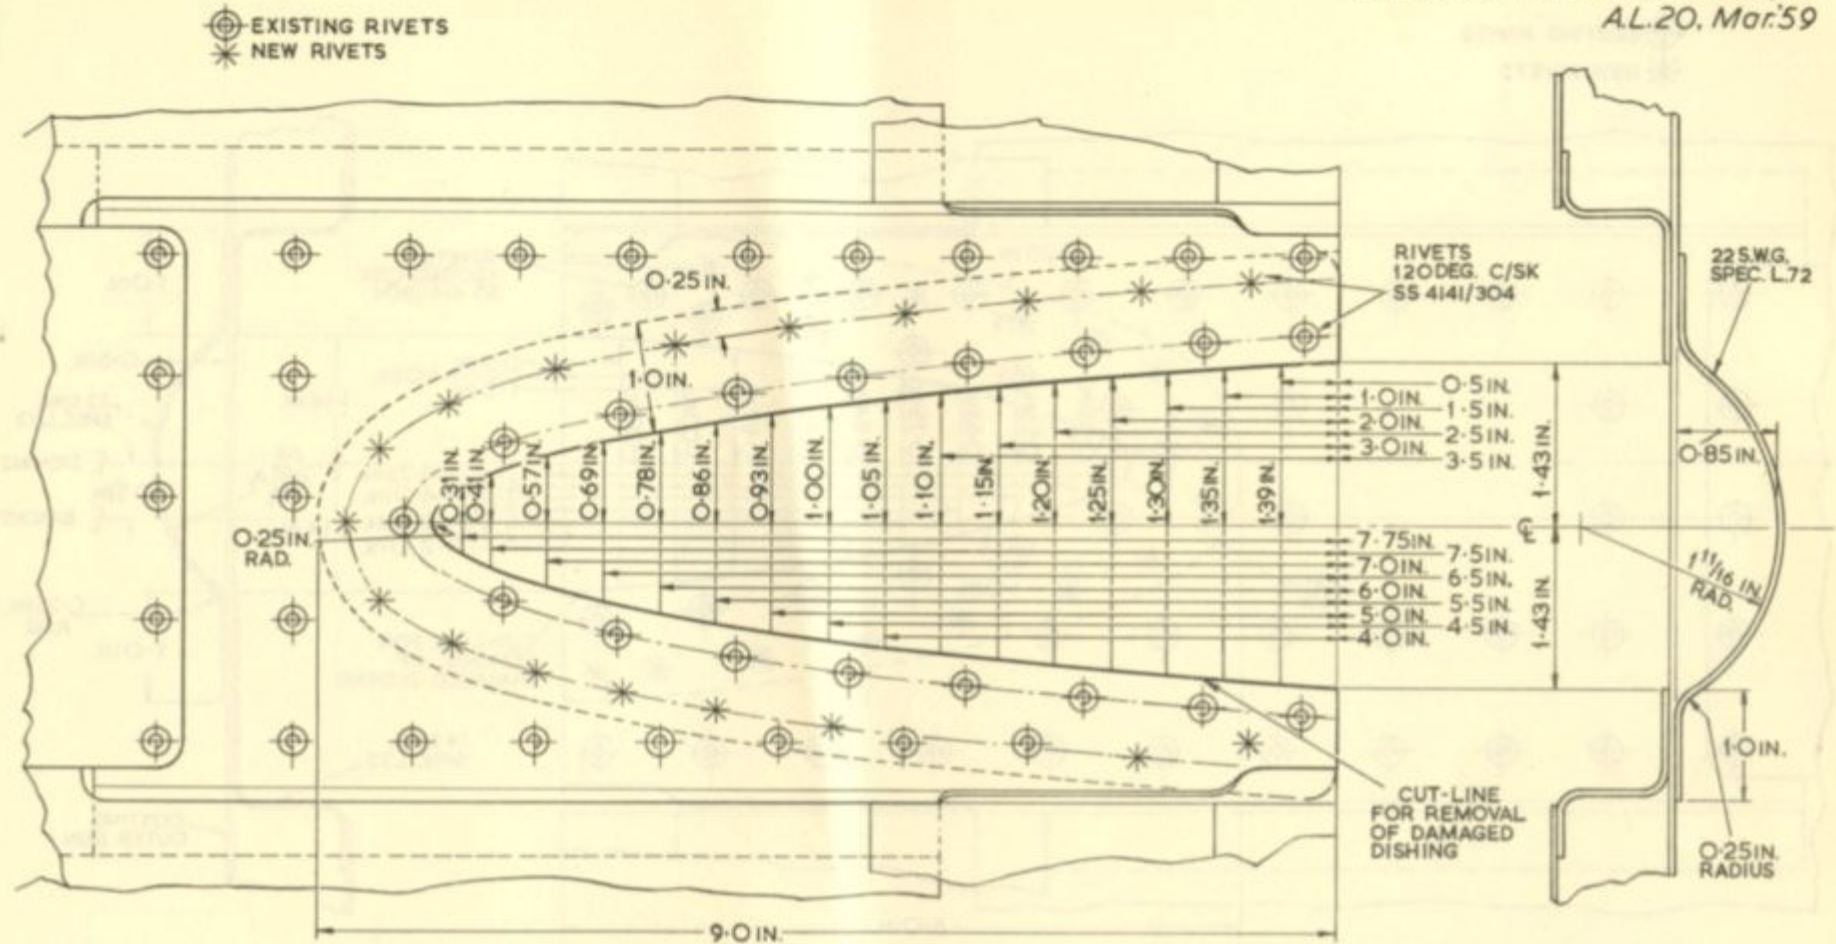 A.L.20. Mar.'59
EXISTING RIVETS
NEW RIVETS
0·25 IN.
1·0 IN.
RIVETS
120 DEG. C/SK
SS 4141/304
22 S.W.G.
SPEC. L.72
0·5 IN.
1·0 IN.
1·5 IN.
2·0 IN.
2·5 IN.
3·0 IN.
3·5 IN.
0·31 IN.
0·41 IN.
0·57 IN.
0·69 IN.
0·78 IN.
0·86 IN.
0·93 IN.
1·00 IN.
1·05 IN.
1·10 IN.
1·15 IN.
1·20 IN.
1·25 IN.
1·30 IN.
1·35 IN.
1·39 IN.
1·43 IN.
0·85 IN.
0·25 IN.
RAD.
7·75 IN.
7·5 IN.
7·0 IN.
6·5 IN.
6·0 IN.
5·5 IN.
5·0 IN.
4·5 IN.
4·0 IN.
1·43 IN.
1 11/16 IN.
RAD.
1·0 IN.
CUT-LINE
FOR REMOVAL
OF DAMAGED
DISHING
0·25 IN.
RADIUS
9·0 IN.